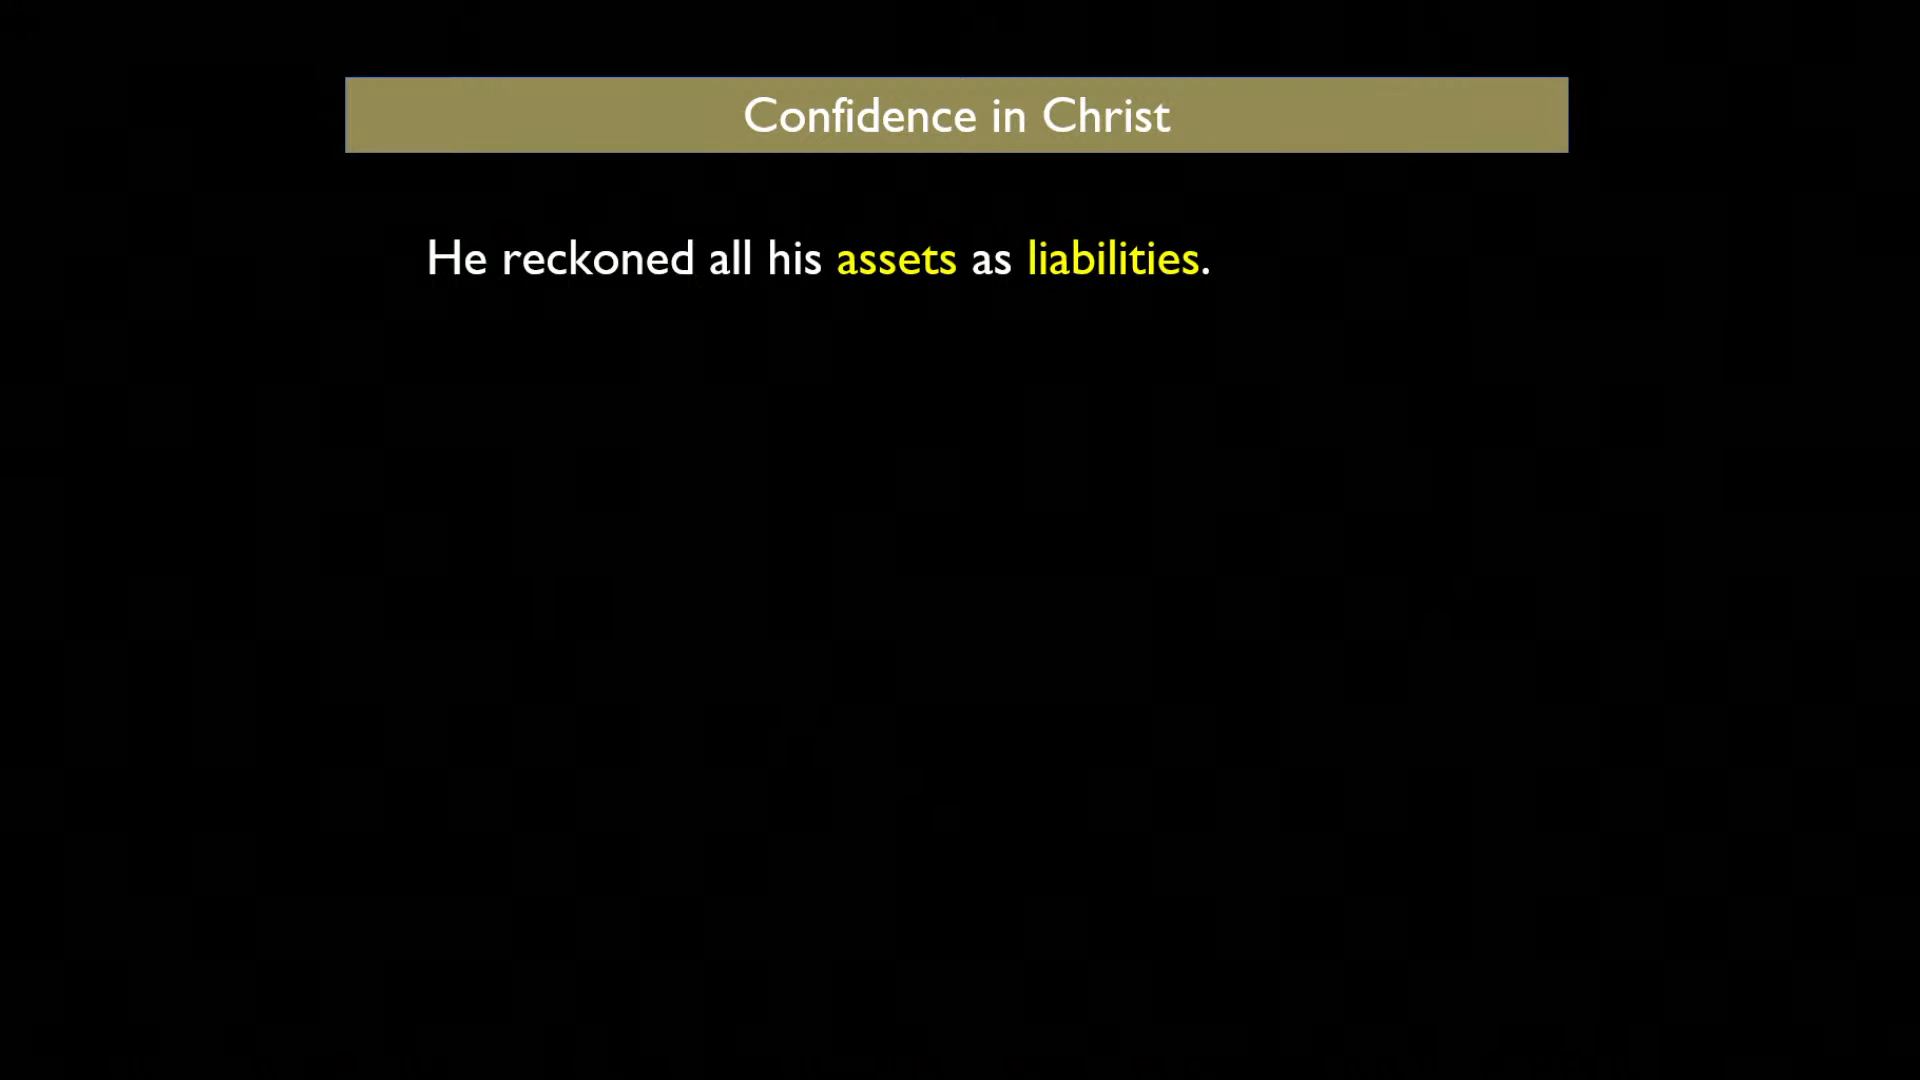 Confidence in Christ
He reckoned all his assets as liabilities.